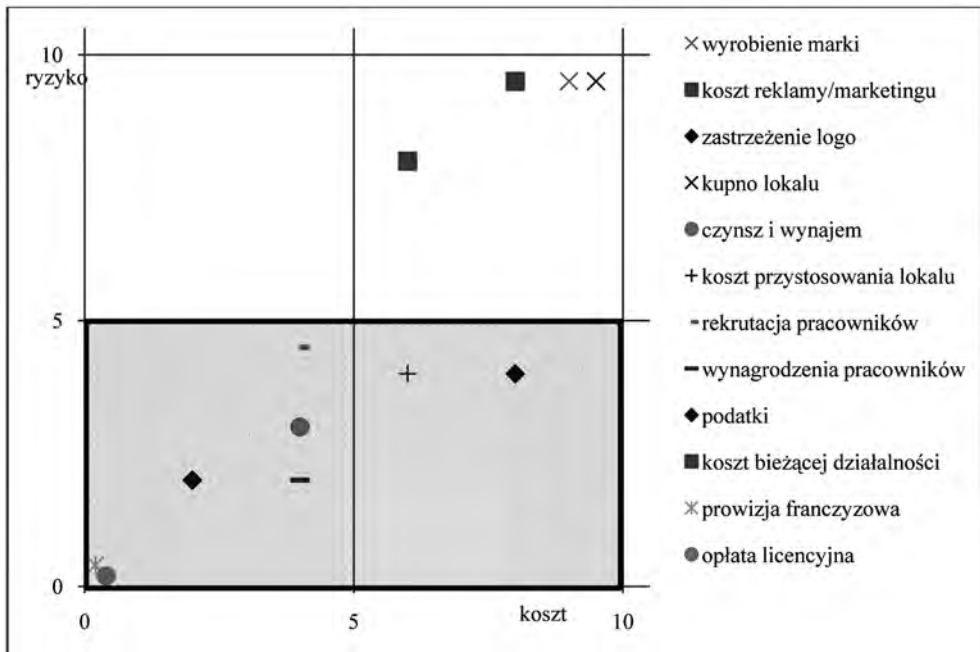 10
ryzyko
5
0
0
5
koszt
10
wyrobienie marki
koszt reklamy/marketingu
zastrzeżenie logo
kupno lokalu
czynsz i wynajem
koszt przystosowania lokalu
rekrutacja pracowników
wynagrodzenia pracowników
podatki
koszt bieżącej działalności
prowizja franczyzowa
opłata licencyjna